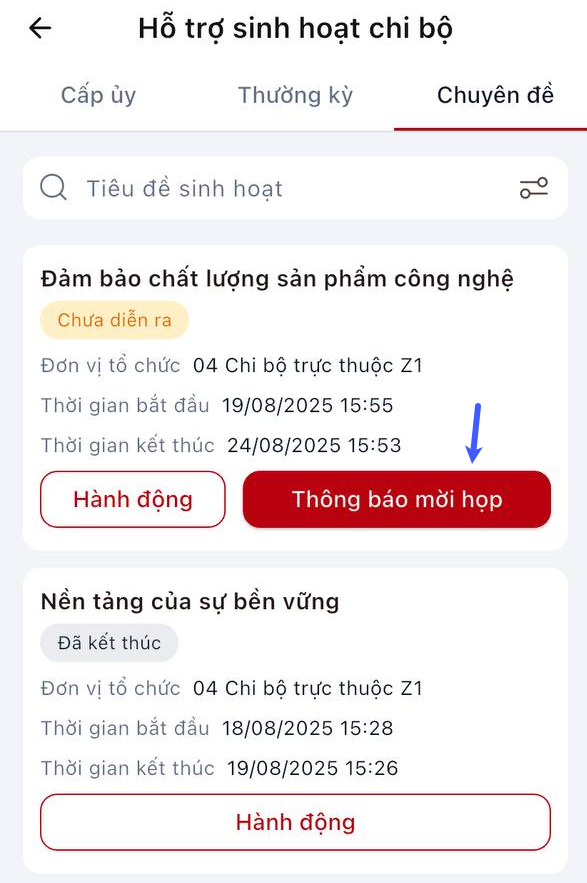 Hỗ trợ sinh hoạt chi bộ
Cấp ủy Thường kỳ Chuyên đề
Tiêu đề sinh hoạt
Đảm bảo chất lượng sản phẩm công nghệ
Chưa diễn ra
Đơn vị tổ chức 04 Chi bộ trực thuộc Z1
Thời gian bắt đầu 19/08/2025 15:55
Thời gian kết thúc 24/08/2025 15:53
Hành động Thông báo mời họp
Nền tảng của sự bền vững
Đã kết thúc
Đơn vị tổ chức 04 Chi bộ trực thuộc Z1
Thời gian bắt đầu 18/08/2025 15:28
Thời gian kết thúc 19/08/2025 15:26
Hành động